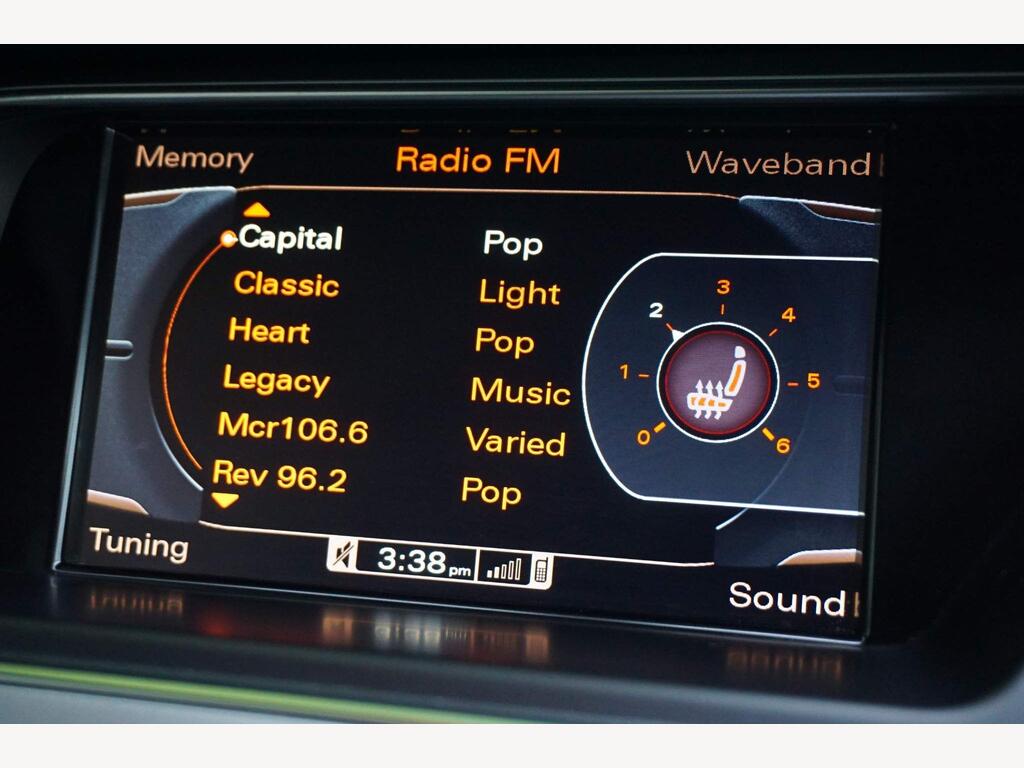 Memory Radio FM Waveband
Capital Pop
Classic Light
Heart Pop
Legacy Music
Mcr106.6 Varied
Rev 96.2 Pop
0 1 2 3 4 5 6
Tuning 3:38 pm Sound